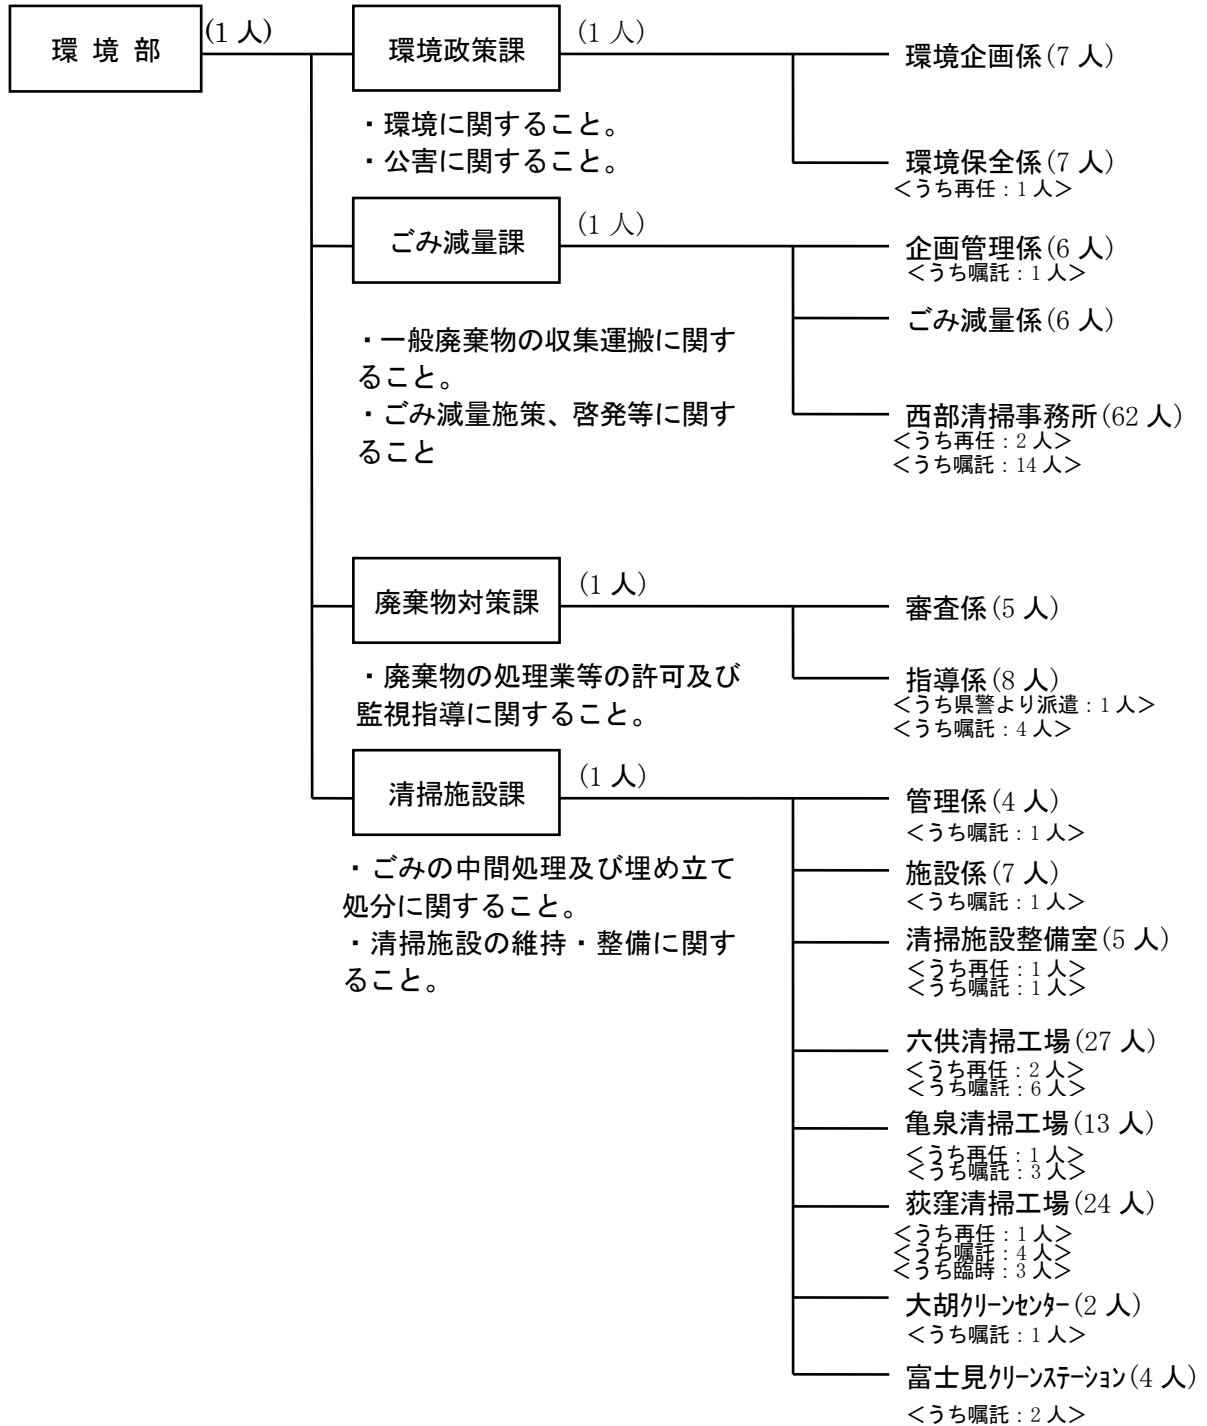 環 境 部
(1 人)
環境政策課
(1 人)
・環境に関すること。
・公害に関すること。
環境企画係(7 人)
環境保全係(7 人)
＜うち再任：1 人＞
ごみ減量課
(1 人)
・一般廃棄物の収集運搬に関す
ること。
・ごみ減量施策、啓発等に関す
ること
企画管理係(6 人)
＜うち嘱託：1 人＞
ごみ減量係(6 人)
西部清掃事務所(62 人)
＜うち再任：2 人＞
＜うち嘱託：14 人＞
廃棄物対策課
(1 人)
・廃棄物の処理業等の許可及び
監視指導に関すること。
審査係(5 人)
指導係(8 人)
＜うち県警より派遣：1 人＞
＜うち嘱託：4 人＞
清掃施設課
(1 人)
・ごみの中間処理及び埋め立て
処分に関すること。
・清掃施設の維持・整備に関す
ること。
管理係(4 人)
＜うち嘱託：1 人＞
施設係(7 人)
＜うち嘱託：1 人＞
清掃施設整備室(5 人)
＜うち再任：1 人＞
＜うち嘱託：1 人＞
六供清掃工場(27 人)
＜うち再任：2 人＞
＜うち嘱託：6 人＞
亀泉清掃工場(13 人)
＜うち再任：1 人＞
＜うち嘱託：3 人＞
荻窪清掃工場(24 人)
＜うち再任：1 人＞
＜うち嘱託：4 人＞
＜うち臨時：3 人＞
大胡ｸﾘｰﾝｾﾝﾀｰ(2 人)
＜うち嘱託：1 人＞
富士見ｸﾘｰﾝｽﾃｰｼｮﾝ(4 人)
＜うち嘱託：2 人＞